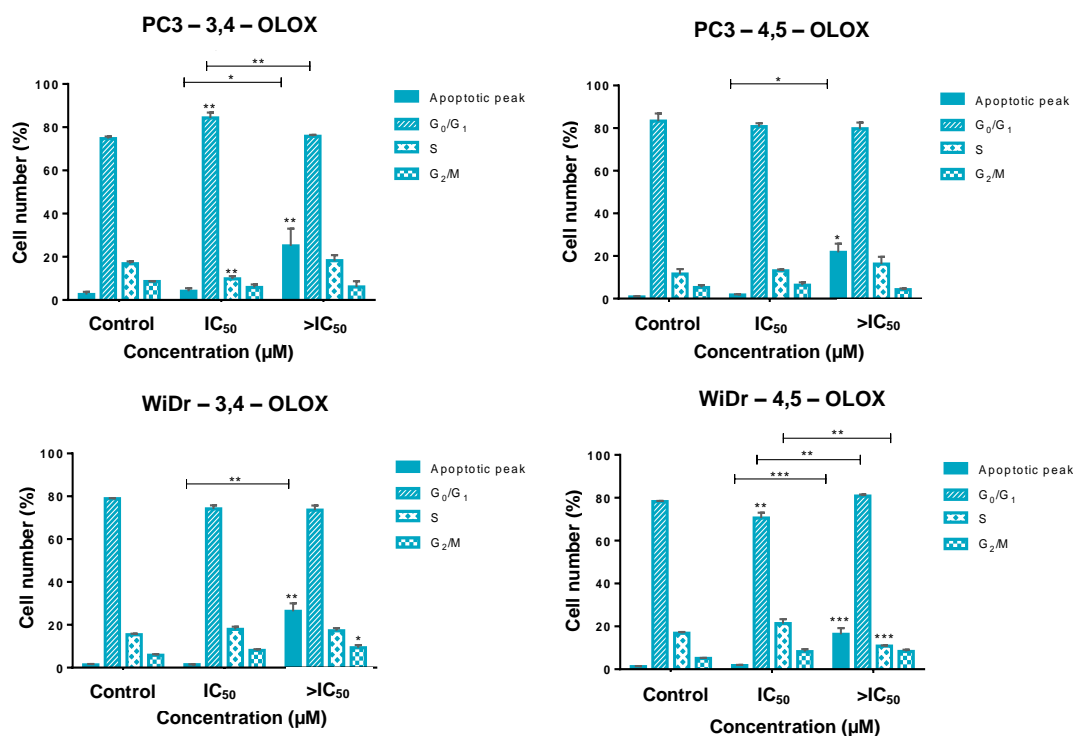 PC3 – 3,4 – OLOX
**
*
**
**
**
Cell number (%)
100
80
60
40
20
0
Control IC₅₀ >IC₅₀
Concentration (µM)
Apoptotic peak
G₀/G₁
S
G₂/M
PC3 – 4,5 – OLOX
*
*
Cell number (%)
100
80
60
40
20
0
Control IC₅₀ >IC₅₀
Concentration (µM)
Apoptotic peak
G₀/G₁
S
G₂/M
WiDr – 3,4 – OLOX
**
**
*
Cell number (%)
100
80
60
40
20
0
Control IC₅₀ >IC₅₀
Concentration (µM)
Apoptotic peak
G₀/G₁
S
G₂/M
WiDr – 4,5 – OLOX
**
**
***
**
***
***
Cell number (%)
100
80
60
40
20
0
Control IC₅₀ >IC₅₀
Concentration (µM)
Apoptotic peak
G₀/G₁
S
G₂/M